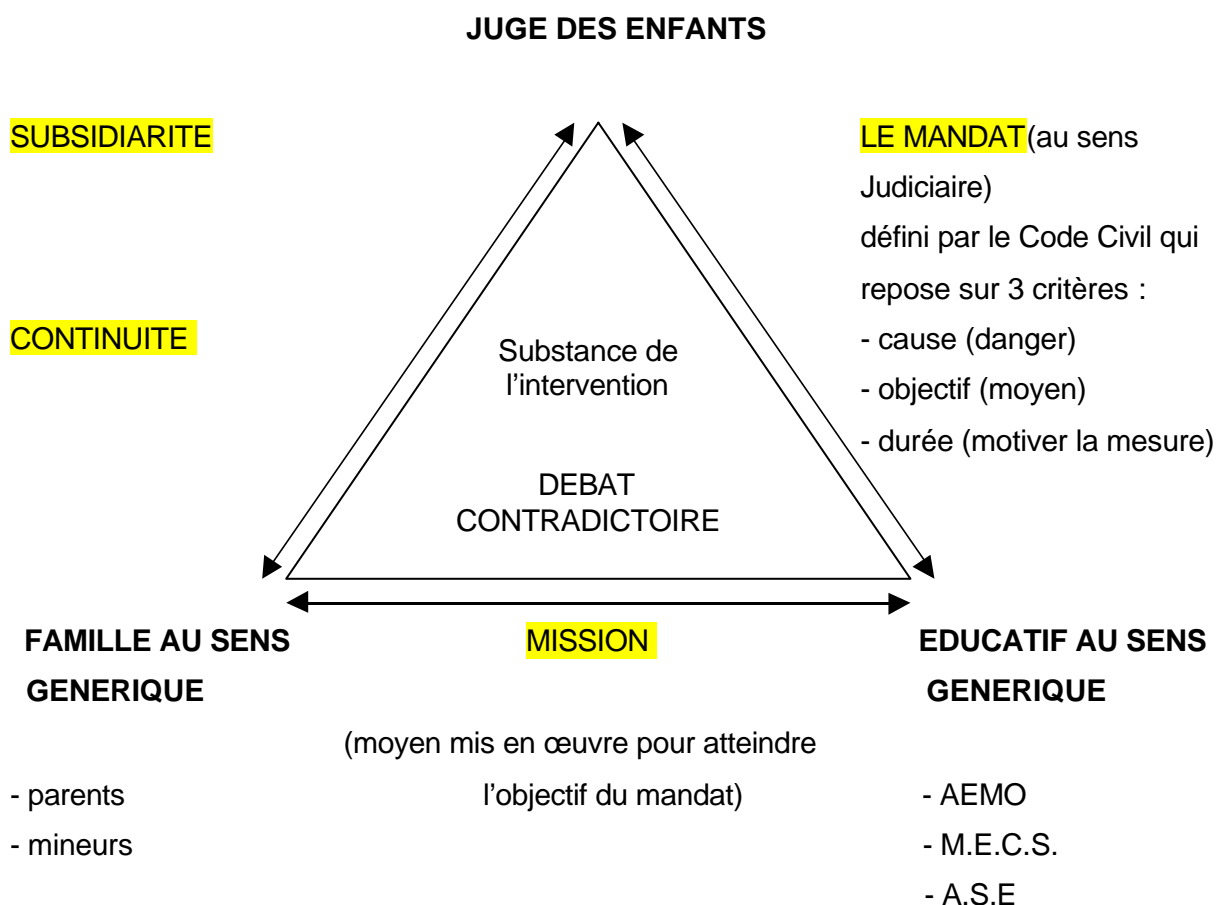 JUGE DES ENFANTS
SUBSIDIARITE
LE MANDAT(au sens
Judiciaire)
défini par le Code Civil qui
repose sur 3 critères :
- cause (danger)
- objectif (moyen)
- durée (motiver la mesure)
CONTINUITE
Substance de
l’intervention
DEBAT
CONTRADICTOIRE
FAMILLE AU SENS
GENERIQUE
- parents
- mineurs
MISSION
(moyen mis en œuvre pour atteindre
l’objectif du mandat)
EDUCATIF AU SENS
GENERIQUE
- AEMO
- M.E.C.S.
- A.S.E